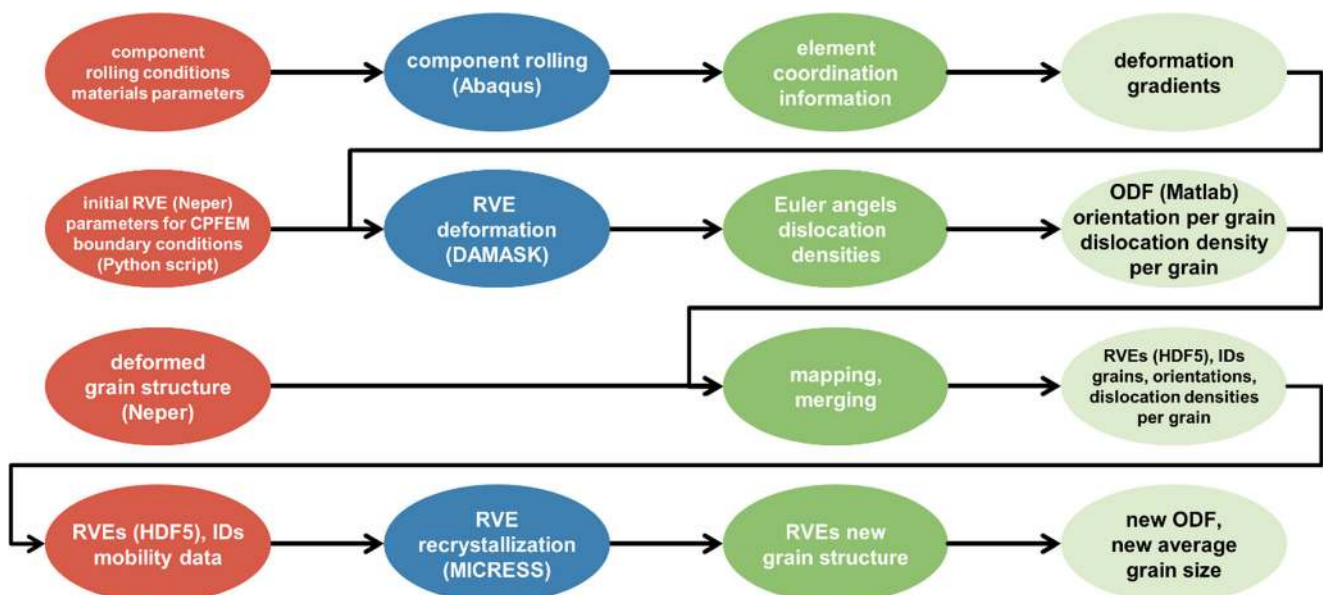 component
rolling conditions
materials parameters
component rolling
(Abaqus)
element
coordination
information
deformation
gradients
initial RVE (Neper)
parameters for CPFEM
boundary conditions
(Python script)
RVE
deformation
(DAMASK)
Euler angels
dislocation
densities
ODF (Matlab)
orientation per grain
dislocation density
per grain
deformed
grain structure
(Neper)
mapping,
merging
RVEs (HDF5), IDs
grains, orientations,
dislocation densities
per grain
RVEs (HDF5), IDs
mobility data
RVE
recrystallization
(MICRESS)
RVEs new
grain structure
new ODF,
new average
grain size